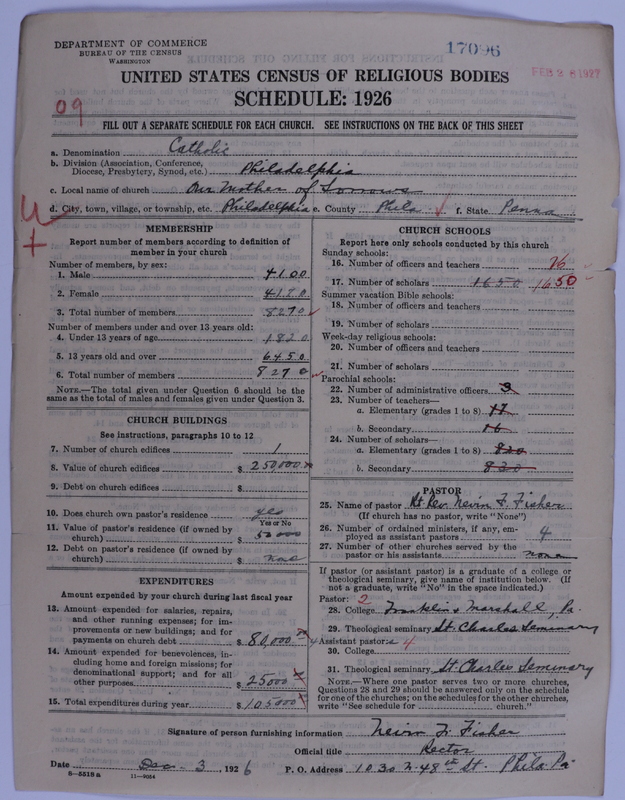 DEPARTMENT OF COMMERCE
BUREAU OF THE CENSUS
WASHINGTON
17096
FEB 26 1927
UNITED STATES CENSUS OF RELIGIOUS BODIES
SCHEDULE: 1926
09
FILL OUT A SEPARATE SCHEDULE FOR EACH CHURCH. SEE INSTRUCTIONS ON THE BACK OF THIS SHEET
a. Denomination Catholic
b. Division (Association, Conference, Diocese, Presbytery, Synod, etc.) Philadelphia
c. Local name of church Our Mother of Sorrows
d. City, town, village, or township, etc. Philadelphia e. County Phila f. State Penna
MEMBERSHIP
Report number of members according to definition of
member in your church
Number of members, by sex:
1. Male 4100
2. Female 4170
3. Total number of members 8270
Number of members under and over 13 years old:
4. Under 13 years of age 1820
5. 13 years old and over 6450
6. Total number of members 8270
NOTE.—The total given under Question 6 should be
same as the total of males and females given under Question 3.
CHURCH BUILDINGS
See instructions, paragraphs 10 to 12
7. Number of church edifices 1
8. Value of church edifices $ 250000
9. Debt on church edifices $
10. Does church own pastor's residence yes
Yes or No
11. Value of pastor's residence (if owned by
church) $ 50000
12. Debt on pastor's residence (if owned by
church) $ none
EXPENDITURES
Amount expended by your church during last fiscal year
13. Amount expended for salaries, repairs,
and other running expenses; for im-
provements or new buildings; and for
payments on church debt $ 80,000
14. Amount expended for benevolences, in-
cluding home and foreign missions; for
denominational support; and for all
other purposes $ 25000
15. Total expenditures during year $ 105000
CHURCH SCHOOLS
Report here only schools conducted by this church
Sunday schools:
16. Number of officers and teachers 26
17. Number of scholars 1650 1650
Summer vacation Bible schools:
18. Number of officers and teachers
19. Number of scholars
Week-day religious schools:
20. Number of officers and teachers
21. Number of scholars
Parochial schools:
22. Number of administrative officers 3
23. Number of teachers—
a. Elementary (grades 1 to 8) 17
b. Secondary 16
24. Number of scholars—
a. Elementary (grades 1 to 8) 820
b. Secondary 830
PASTOR
25. Name of pastor Rt Rev. Nevin F. Fisher
(If church has no pastor, write "None")
26. Number of ordained ministers, if any, em-
ployed as assistant pastors 4
27. Number of other churches served by the
pastor or his assistants none
If pastor (or assistant pastor) is a graduate of a college or
theological seminary, give name of institution below. (If
not a graduate, write "No" in the space indicated.)
Pastor: 2
28. College Franklin & Marshall, Pa.
29. Theological seminary St Charles Seminary
4 Assistant pastor: s 4
30. College
31. Theological seminary St. Charles Seminary
NOTE.—Where one pastor serves two or more churches,
Questions 28 and 29 should be answered only on the schedule
for one of the churches; on the schedules for the other churches,
write "See schedule for church."
Signature of person furnishing information Nevin F. Fisher
Official title Rector
Date Dec. 3, 1926 P. O. Address 1030 N. 48th St. Phila. Pa.
8—5518 a 11—9064